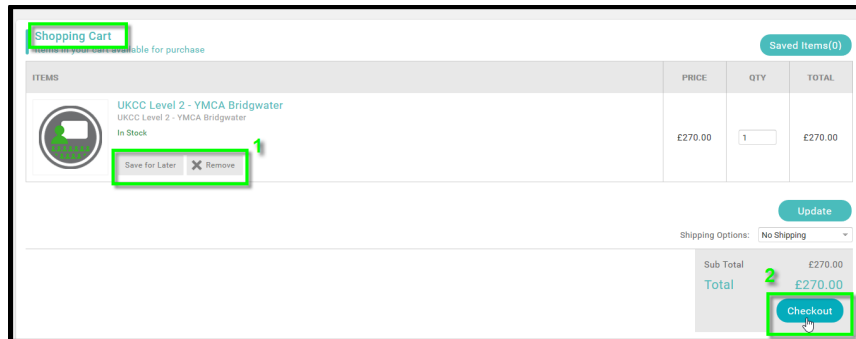 Shopping Cart
Items in your cart available for purchase
Saved Items(0)
ITEMS PRICE QTY TOTAL
UKCC Level 2 - YMCA Bridgwater
UKCC Level 2 - YMCA Bridgwater
In Stock
£270.00 1 £270.00
1
Save for Later Remove
Update
Shipping Options: No Shipping
Sub Total £270.00
2
Total £270.00
Checkout